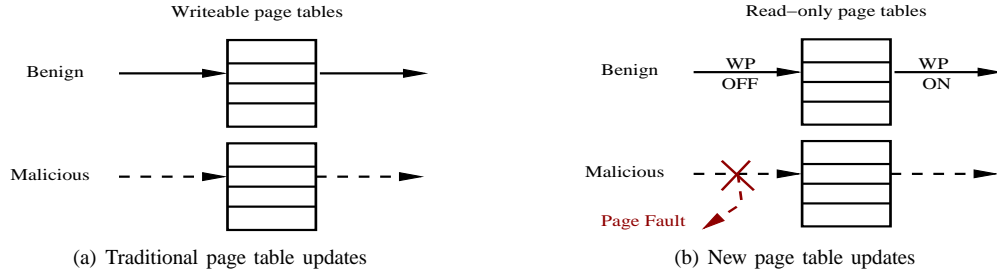 Writeable page tables
Benign
Malicious
(a) Traditional page table updates
Read−only page tables
Benign
WP
OFF
WP
ON
Malicious
Page Fault
(b) New page table updates